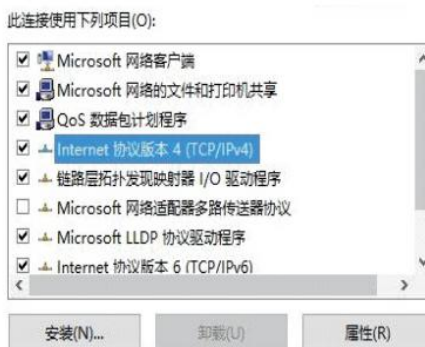 此连接使用下列项目(O):
Microsoft 网络客户端
Microsoft 网络的文件和打印机共享
QoS 数据包计划程序
Internet 协议版本 4 (TCP/IPv4)
链路层拓扑发现映射器 I/O 驱动程序
Microsoft 网络适配器多路传送器协议
Microsoft LLDP 协议驱动程序
Internet 协议版本 6 (TCP/IPv6)
安装(N)... 卸载(U) 属性(R)